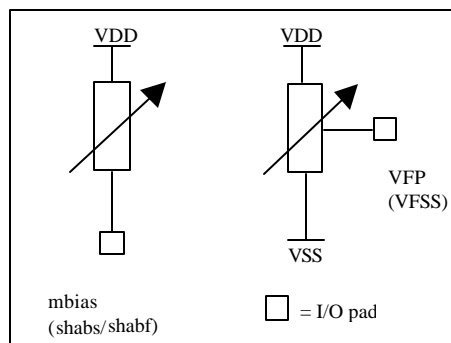 VDD
VDD
VFP
(VFSS)
VSS
mbias
(shabs/shabf)
= I/O pad